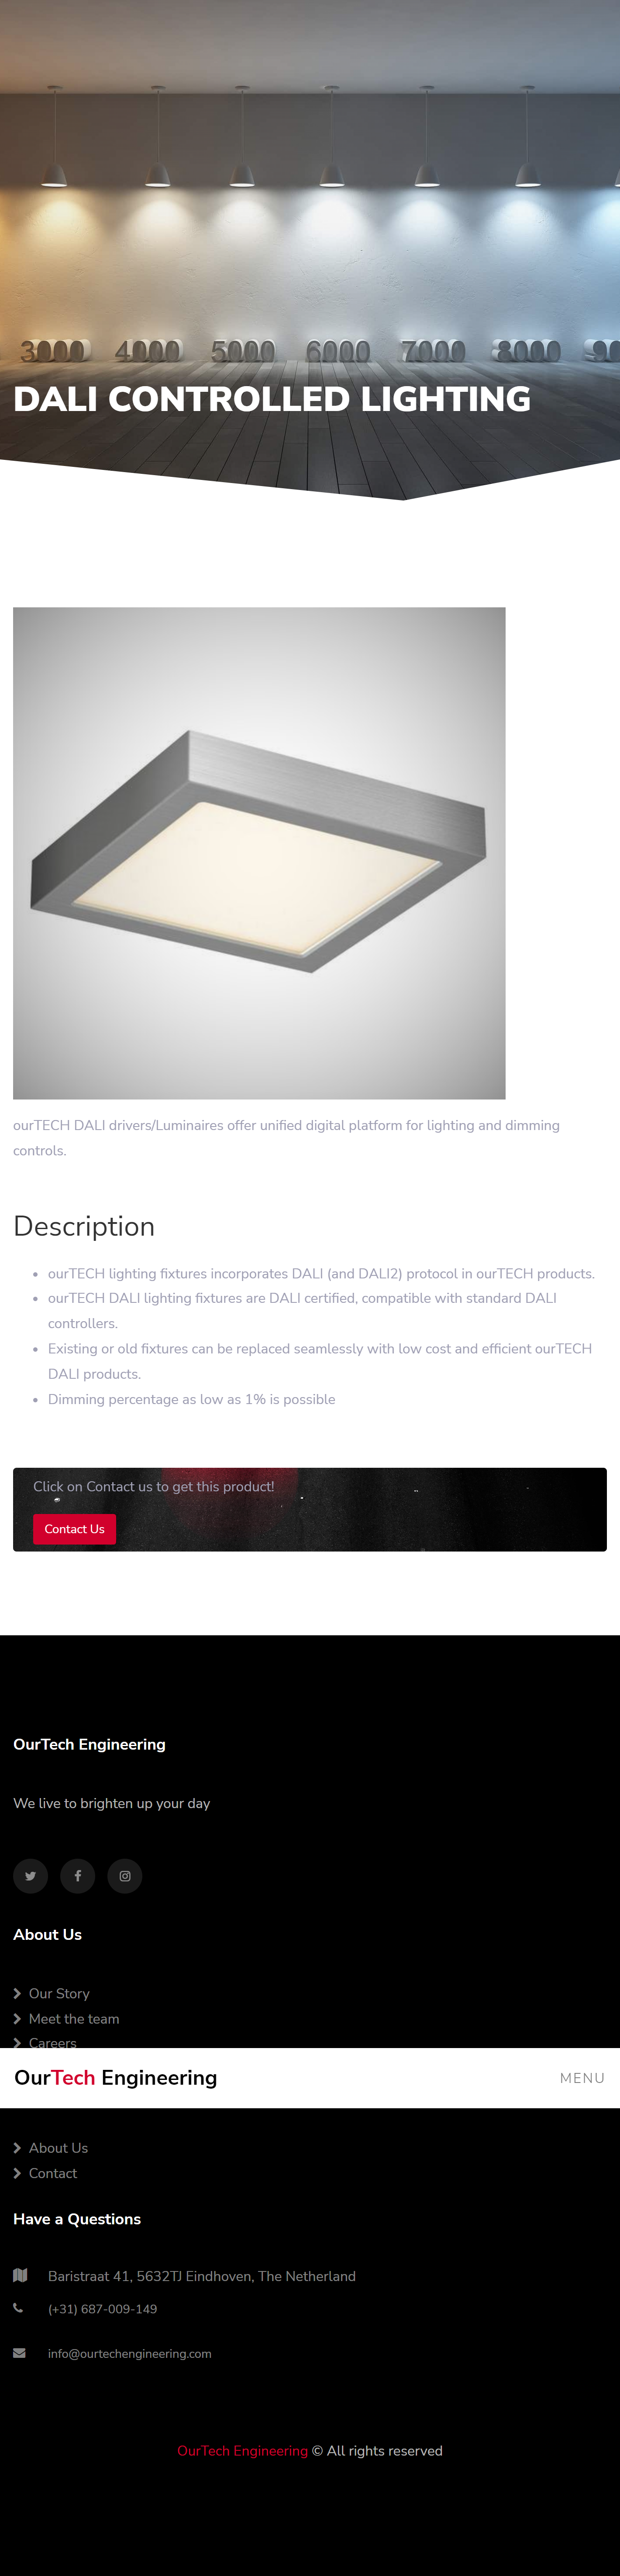 3000 4000 5000 6000 7000 8000 90
DALI CONTROLLED LIGHTING
ourTECH DALI drivers/Luminaires offer unified digital platform for lighting and dimming
controls.
Description
ourTECH lighting fixtures incorporates DALI (and DALI2) protocol in ourTECH products.
ourTECH DALI lighting fixtures are DALI certified, compatible with standard DALI
controllers.
Existing or old fixtures can be replaced seamlessly with low cost and efficient ourTECH
DALI products.
Dimming percentage as low as 1% is possible
Click on Contact us to get this product!
Contact Us
OurTech Engineering
We live to brighten up your day
About Us
Our Story
Meet the team
Careers
OurTech Engineering MENU
About Us
Contact
Have a Questions
Baristraat 41, 5632TJ Eindhoven, The Netherland
(+31) 687-009-149
info@ourtechengineering.com
OurTech Engineering © All rights reserved